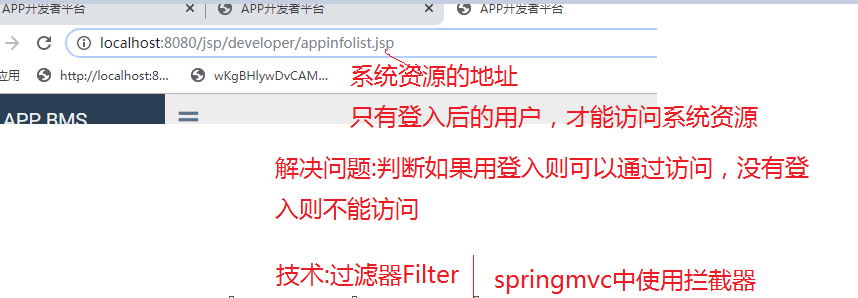 APP开发者平台 × APP开发者平台 × APP开发者平台
localhost:8080/jsp/developer/appinfolist.jsp
应用 http://localhost:8... wKgBHlywDvCAM...
系统资源的地址
APP BMS
只有登入后的用户，才能访问系统资源
解决问题:判断如果用登入则可以通过访问，没有登
入则不能访问
技术:过滤器Filter
springmvc中使用拦截器